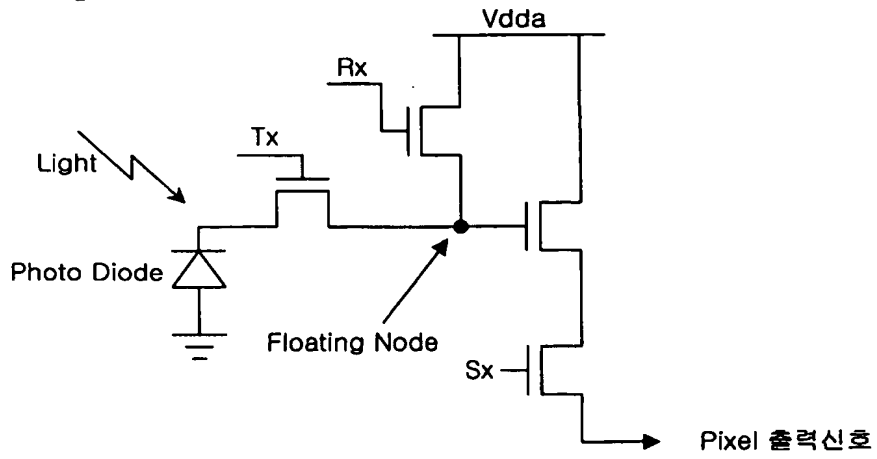 Vdda
Rx
Tx
Light
Photo Diode
Floating Node
Sx
Pixel 출력신호